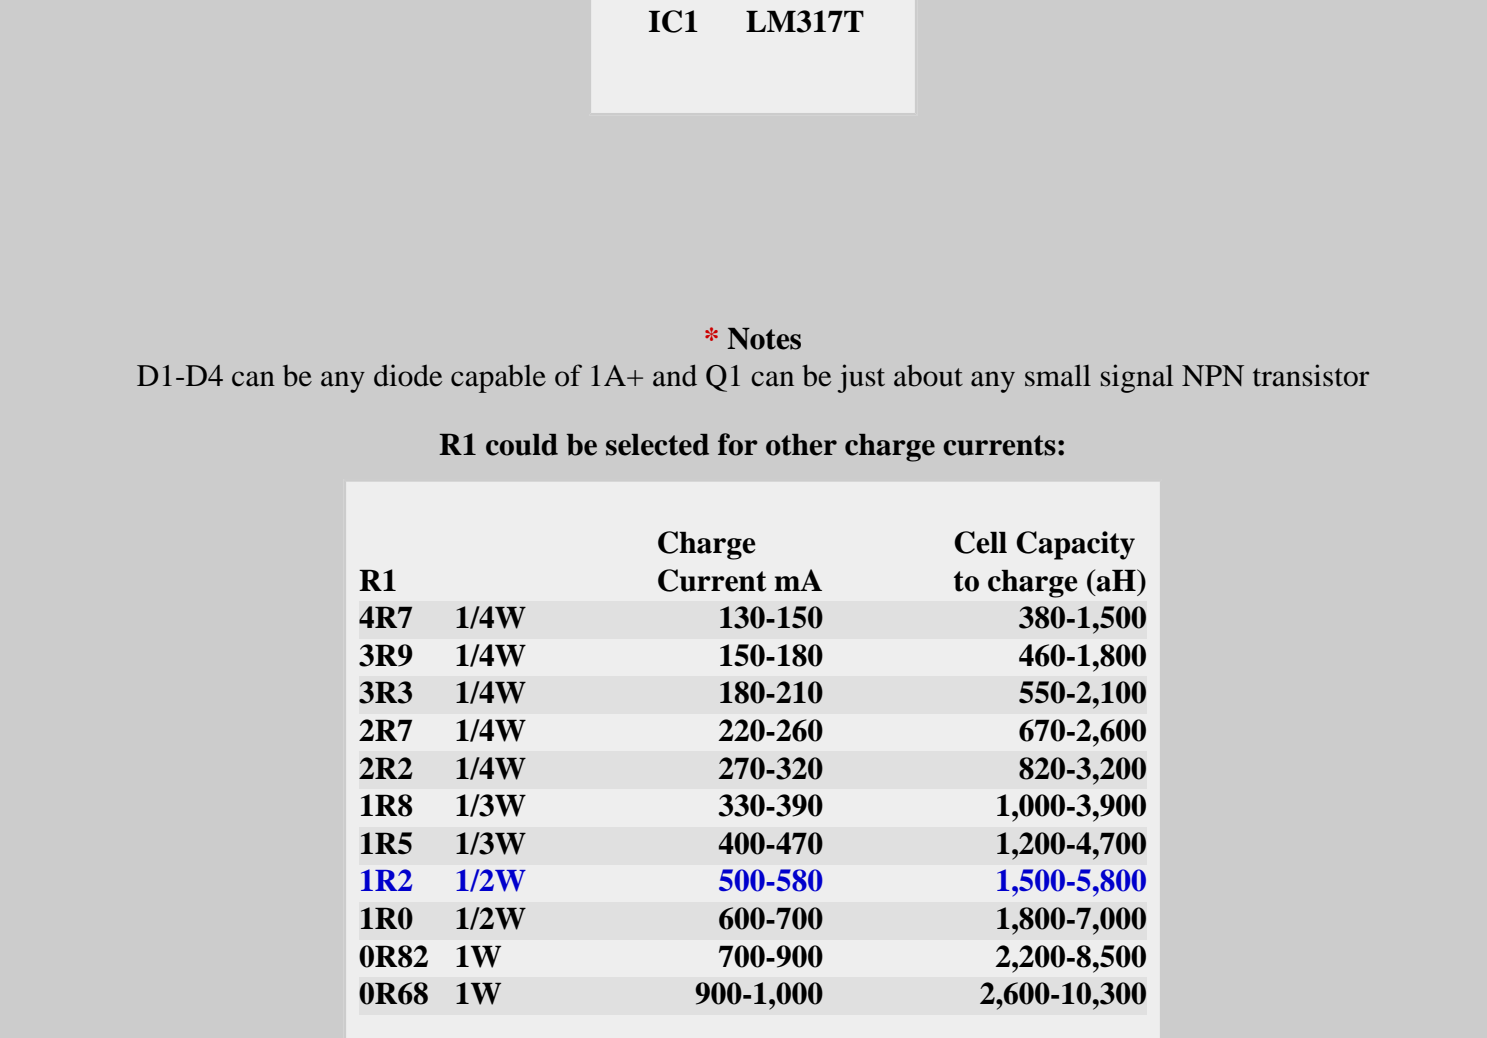 IC1 LM317T
* Notes
D1-D4 can be any diode capable of 1A+ and Q1 can be just about any small signal NPN transistor
R1 could be selected for other charge currents:
Charge Cell Capacity
R1 Current mA to charge (aH)
4R7 1/4W 130-150 380-1,500
3R9 1/4W 150-180 460-1,800
3R3 1/4W 180-210 550-2,100
2R7 1/4W 220-260 670-2,600
2R2 1/4W 270-320 820-3,200
1R8 1/3W 330-390 1,000-3,900
1R5 1/3W 400-470 1,200-4,700
1R2 1/2W 500-580 1,500-5,800
1R0 1/2W 600-700 1,800-7,000
0R82 1W 700-900 2,200-8,500
0R68 1W 900-1,000 2,600-10,300